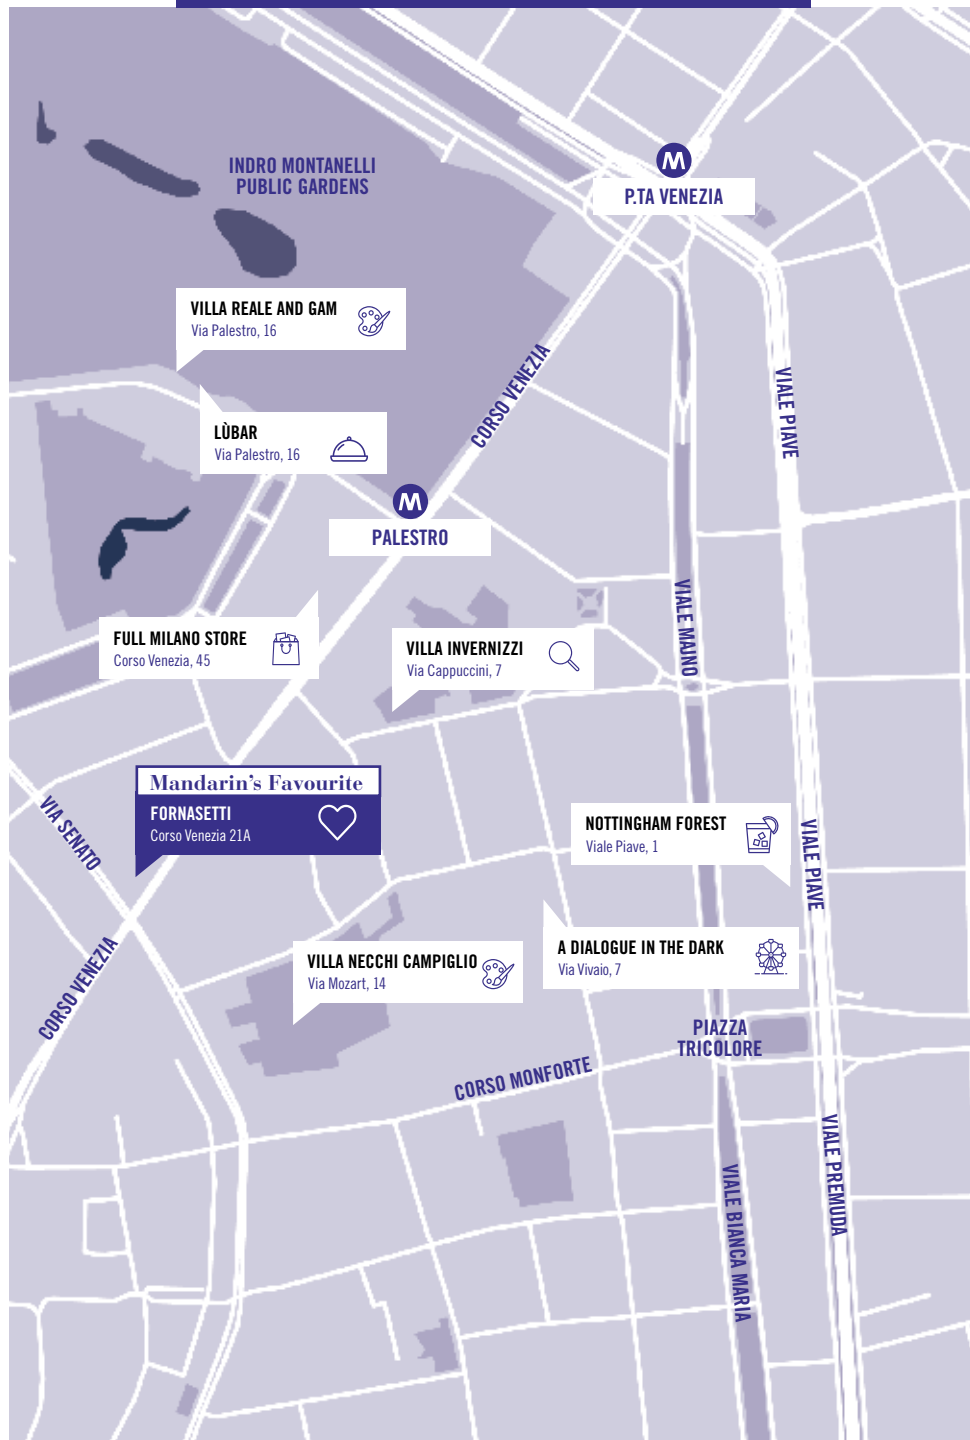 INDRO MONTANELLI
PUBLIC GARDENS
M
P.TA VENEZIA
VILLA REALE AND GAM
Via Palestro, 16
CORSO VENEZIA
VIALE PIAVE
LÙBAR
Via Palestro, 16
M
PALESTRO
VIALE MAINO
FULL MILANO STORE
Corso Venezia, 45
VILLA INVERNIZZI
Via Cappuccini, 7
Mandarin's Favourite
FORNASETTI
Corso Venezia 21A
VIA SENATO
NOTTINGHAM FOREST
Viale Piave, 1
VIALE PIAVE
CORSO VENEZIA
VILLA NECCHI CAMPIGLIO
Via Mozart, 14
A DIALOGUE IN THE DARK
Via Vivaio, 7
PIAZZA
TRICOLORE
CORSO MONFORTE
VIALE PREMUDA
VIALE BIANCA MARIA